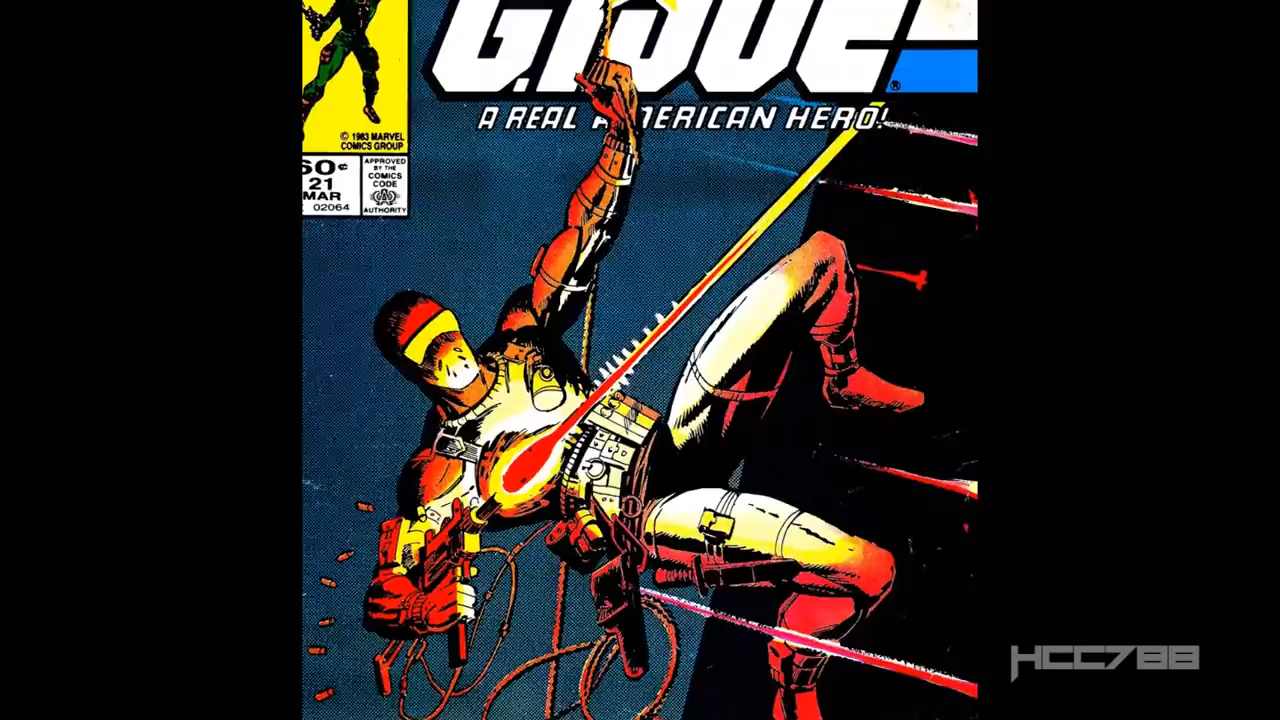 G.I. JOE
A REAL AMERICAN HERO!
© 1983 MARVEL
COMICS GROUP
60¢
21
MAR
02064
APPROVED
BY THE
COMICS
CODE
AUTHORITY
HCC788